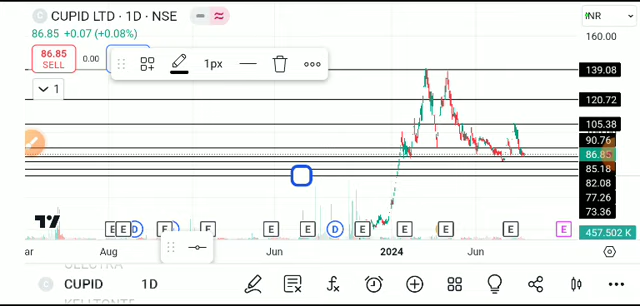 C CUPID LTD · 1D · NSE
INR
86.85 +0.07 (+0.08%)
160.00
86.85
SELL
0.00
1px
139.08
1
120.72
105.38
90.76
86.85
85.18
82.08
77.26
73.36
457.502 K
E E D E E E E D E E E E E
Aug
Jun
2024
Jun
CUPID 1D